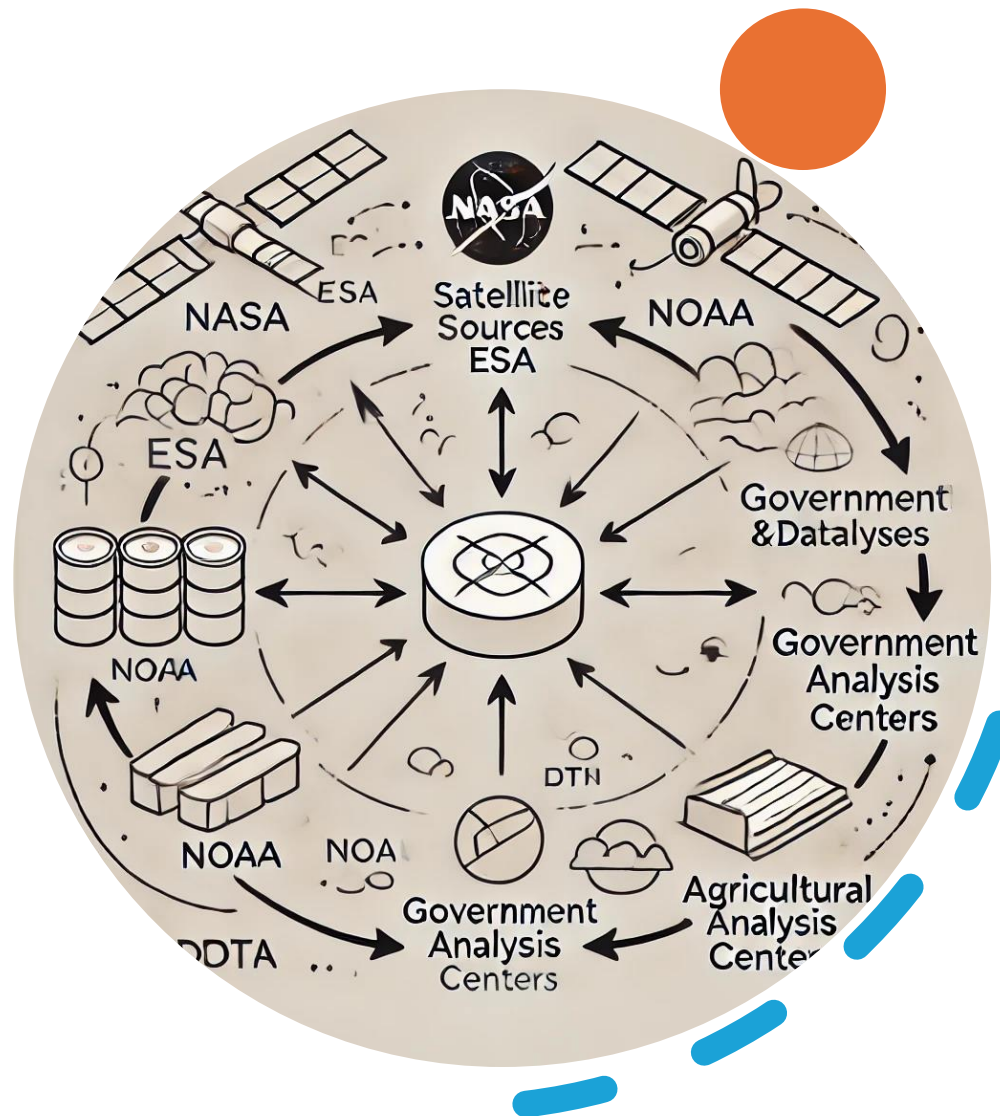 NASA
ESA
Satelllite
Sources
ESA
NASA
NOAA
ESA
Government
&Datalyses
NOAA
Government
Analysis
Centers
DTN
NOAA
NOA
Government
Analysis
Centers
Agricultural
Analysis
Cente
DDTA